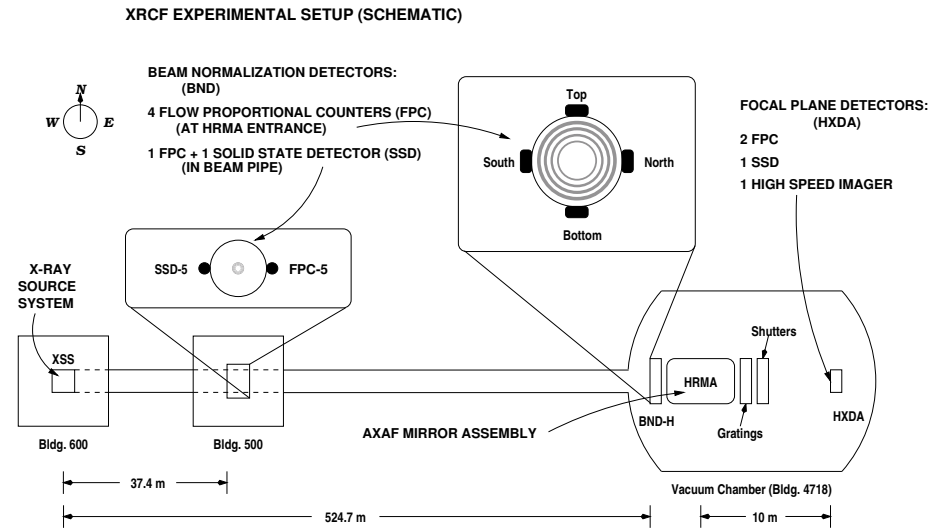 XRCF EXPERIMENTAL SETUP (SCHEMATIC)
N
W
E
S
BEAM NORMALIZATION DETECTORS:
(BND)
4 FLOW PROPORTIONAL COUNTERS (FPC)
(AT HRMA ENTRANCE)
1 FPC + 1 SOLID STATE DETECTOR (SSD)
(IN BEAM PIPE)
Top
South
North
Bottom
FOCAL PLANE DETECTORS:
(HXDA)
2 FPC
1 SSD
1 HIGH SPEED IMAGER
SSD-5
FPC-5
X-RAY
SOURCE
SYSTEM
XSS
Bldg. 600
Bldg. 500
Shutters
HRMA
BND-H
HXDA
Gratings
AXAF MIRROR ASSEMBLY
Vacuum Chamber (Bldg. 4718)
37.4 m
524.7 m
10 m